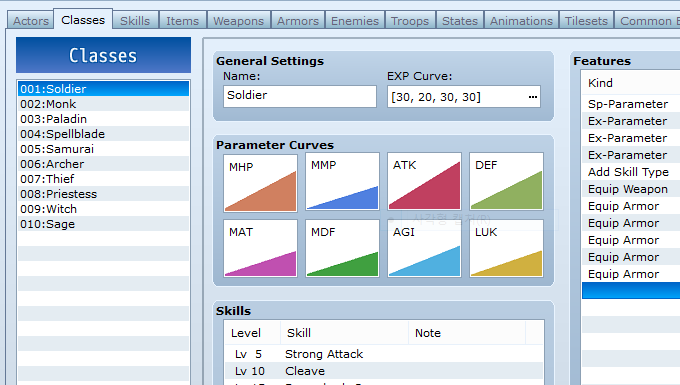 Actors Classes Skills Items Weapons Armors Enemies Troops States Animations Tilesets Common E
Classes
001:Soldier
002:Monk
003:Paladin
004:Spellblade
005:Samurai
006:Archer
007:Thief
008:Priestess
009:Witch
010:Sage
General Settings
Name: EXP Curve:
Soldier [30, 20, 30, 30] ...
Parameter Curves
MHP MMP ATK DEF
MAT MDF AGI LUK
Skills
Level Skill Note
Lv 5 Strong Attack
Lv 10 Cleave
Features
Kind
Sp-Parameter
Ex-Parameter
Ex-Parameter
Ex-Parameter
Add Skill Type
Equip Weapon
Equip Armor
Equip Armor
Equip Armor
Equip Armor
Equip Armor